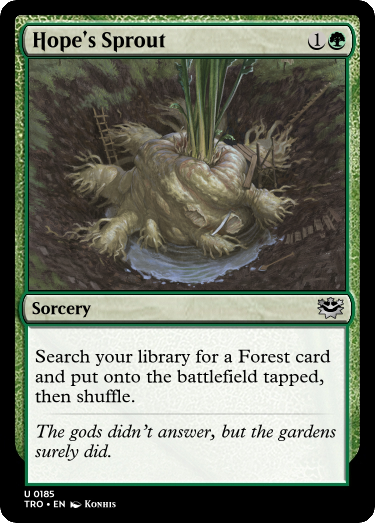 Hope's Sprout 1
Sorcery
Search your library for a Forest card
and put onto the battlefield tapped,
then shuffle.
The gods didn't answer, but the gardens
surely did.
U 0185
TRO • EN Konhis